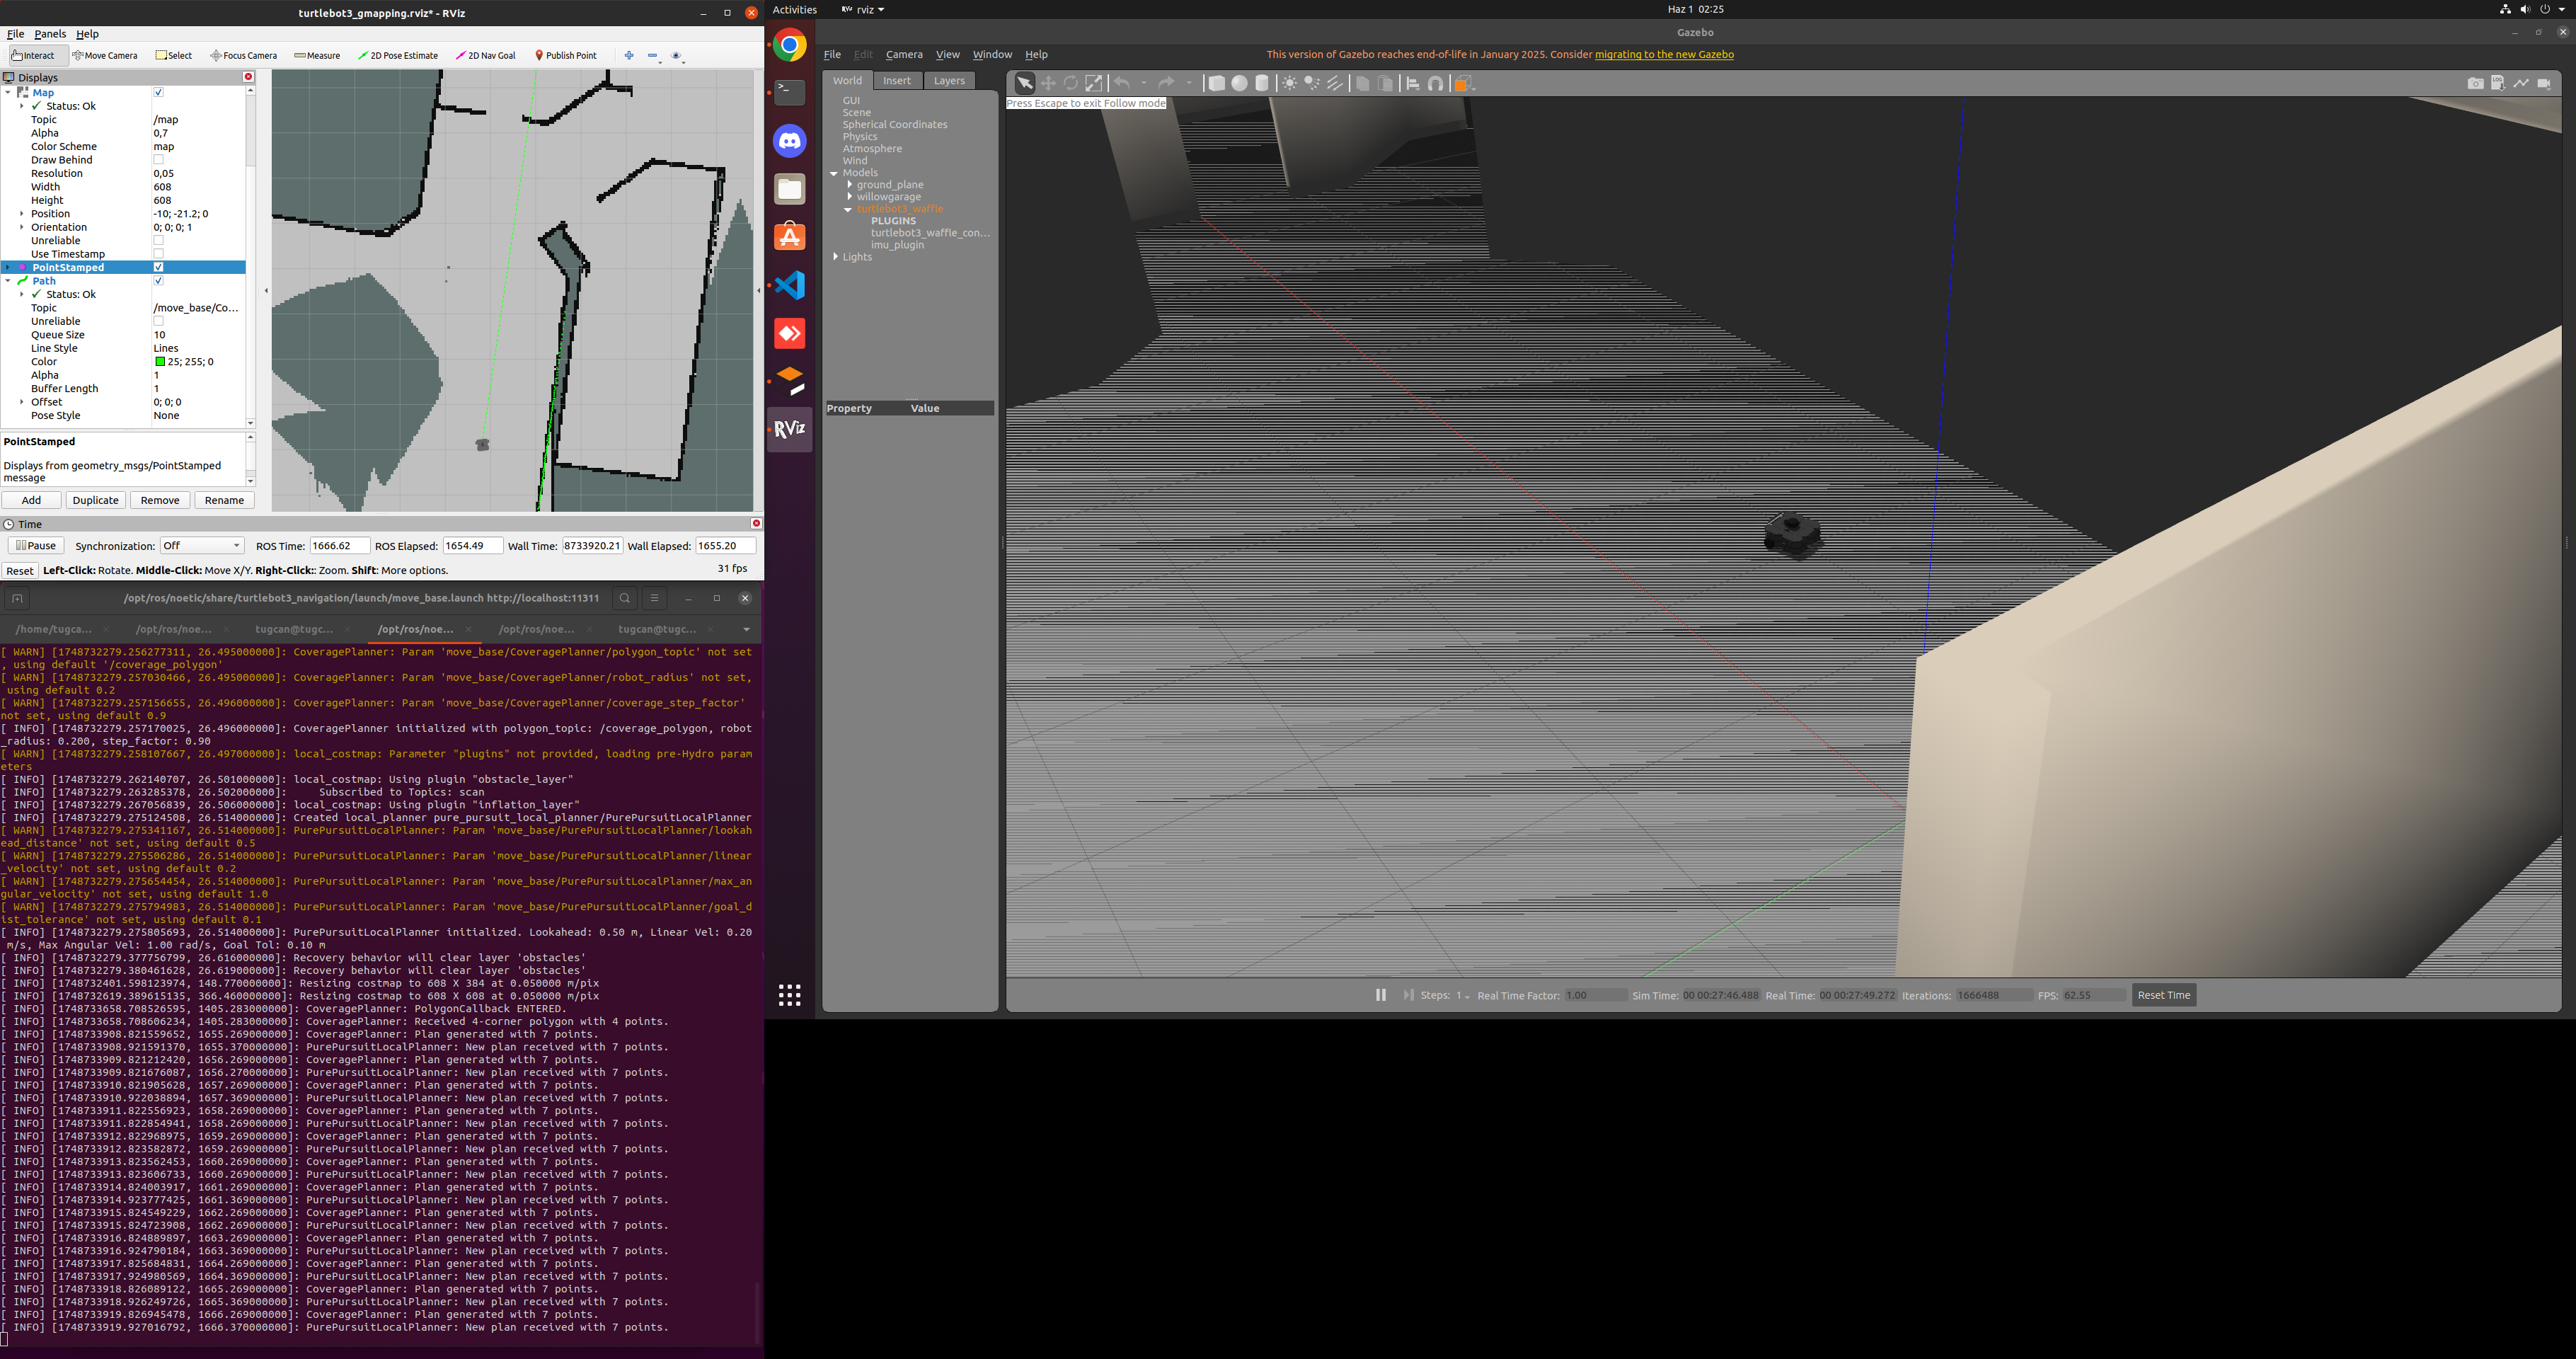 turtlebot3_gmapping.rviz* - RViz
File Panels Help
Interact Move Camera Select Focus Camera Measure 2D Pose Estimate 2D Nav Goal Publish Point
Displays
Map
Status: Ok
Topic /map
Alpha 0,7
Color Scheme map
Draw Behind
Resolution 0,05
Width 608
Height 608
Position -10; -21.2; 0
Orientation 0; 0; 0; 1
Unreliable
Use Timestamp
PointStamped
Path
Status: Ok
Topic /move_base/Co...
Unreliable
Queue Size 10
Line Style Lines
Color 25; 255; 0
Alpha 1
Buffer Length 1
Offset 0; 0; 0
Pose Style None
PointStamped
Displays from geometry_msgs/PointStamped
message
Add Duplicate Remove Rename
Time
Pause Synchronization: Off ROS Time: 1666.62 ROS Elapsed: 1654.49 Wall Time: 8733920.21 Wall Elapsed: 1655.20
Reset Left-Click: Rotate. Middle-Click: Move X/Y. Right-Click:: Zoom. Shift: More options. 31 fps
/opt/ros/noetic/share/turtlebot3_navigation/launch/move_base.launch http://localhost:11311
/home/tugca... /opt/ros/noe... tugcan@tugc... /opt/ros/noe... /opt/ros/noe... tugcan@tugc...
[ WARN] [1748732279.256277311, 26.495000000]: CoveragePlanner: Param 'move_base/CoveragePlanner/polygon_topic' not set
, using default '/coverage_polygon'
[ WARN] [1748732279.257030466, 26.495000000]: CoveragePlanner: Param 'move_base/CoveragePlanner/robot_radius' not set,
using default 0.2
[ WARN] [1748732279.257156655, 26.496000000]: CoveragePlanner: Param 'move_base/CoveragePlanner/coverage_step_factor'
not set, using default 0.9
[ INFO] [1748732279.257170025, 26.496000000]: CoveragePlanner initialized with polygon_topic: /coverage_polygon, robot
_radius: 0.200, step_factor: 0.90
[ WARN] [1748732279.258107667, 26.497000000]: local_costmap: Parameter "plugins" not provided, loading pre-Hydro param
eters
[ INFO] [1748732279.262140707, 26.501000000]: local_costmap: Using plugin "obstacle_layer"
[ INFO] [1748732279.263285378, 26.502000000]:     Subscribed to Topics: scan
[ INFO] [1748732279.267056839, 26.506000000]: local_costmap: Using plugin "inflation_layer"
[ INFO] [1748732279.275124508, 26.514000000]: Created local_planner pure_pursuit_local_planner/PurePursuitLocalPlanner
[ WARN] [1748732279.275341167, 26.514000000]: PurePursuitLocalPlanner: Param 'move_base/PurePursuitLocalPlanner/lookah
ead_distance' not set, using default 0.5
[ WARN] [1748732279.275506286, 26.514000000]: PurePursuitLocalPlanner: Param 'move_base/PurePursuitLocalPlanner/linear
_velocity' not set, using default 0.2
[ WARN] [1748732279.275654454, 26.514000000]: PurePursuitLocalPlanner: Param 'move_base/PurePursuitLocalPlanner/max_an
gular_velocity' not set, using default 1.0
[ WARN] [1748732279.275794983, 26.514000000]: PurePursuitLocalPlanner: Param 'move_base/PurePursuitLocalPlanner/goal_d
ist_tolerance' not set, using default 0.1
[ INFO] [1748732279.275805693, 26.514000000]: PurePursuitLocalPlanner initialized. Lookahead: 0.50 m, Linear Vel: 0.20
m/s, Max Angular Vel: 1.00 rad/s, Goal Tol: 0.10 m
[ INFO] [1748732279.377756799, 26.616000000]: Recovery behavior will clear layer 'obstacles'
[ INFO] [1748732279.380461628, 26.619000000]: Recovery behavior will clear layer 'obstacles'
[ INFO] [1748732401.598123974, 148.770000000]: Resizing costmap to 608 X 384 at 0.050000 m/pix
[ INFO] [1748732619.389615135, 366.460000000]: Resizing costmap to 608 X 608 at 0.050000 m/pix
[ INFO] [1748733658.708526595, 1405.283000000]: CoveragePlanner: PolygonCallback ENTERED.
[ INFO] [1748733658.708606234, 1405.283000000]: CoveragePlanner: Received 4-corner polygon with 4 points.
[ INFO] [1748733908.821559652, 1655.269000000]: CoveragePlanner: Plan generated with 7 points.
[ INFO] [1748733908.921591370, 1655.370000000]: PurePursuitLocalPlanner: New plan received with 7 points.
[ INFO] [1748733909.821212420, 1656.269000000]: CoveragePlanner: Plan generated with 7 points.
[ INFO] [1748733909.821676087, 1656.270000000]: PurePursuitLocalPlanner: New plan received with 7 points.
[ INFO] [1748733910.821905628, 1657.269000000]: CoveragePlanner: Plan generated with 7 points.
[ INFO] [1748733910.922038894, 1657.369000000]: PurePursuitLocalPlanner: New plan received with 7 points.
[ INFO] [1748733911.822556923, 1658.269000000]: CoveragePlanner: Plan generated with 7 points.
[ INFO] [1748733911.822854941, 1658.269000000]: PurePursuitLocalPlanner: New plan received with 7 points.
[ INFO] [1748733912.822968975, 1659.269000000]: CoveragePlanner: Plan generated with 7 points.
[ INFO] [1748733912.823582872, 1659.269000000]: PurePursuitLocalPlanner: New plan received with 7 points.
[ INFO] [1748733913.823562453, 1660.269000000]: CoveragePlanner: Plan generated with 7 points.
[ INFO] [1748733913.823606733, 1660.269000000]: PurePursuitLocalPlanner: New plan received with 7 points.
[ INFO] [1748733914.824003917, 1661.269000000]: CoveragePlanner: Plan generated with 7 points.
[ INFO] [1748733914.923777425, 1661.369000000]: PurePursuitLocalPlanner: New plan received with 7 points.
[ INFO] [1748733915.824549229, 1662.269000000]: CoveragePlanner: Plan generated with 7 points.
[ INFO] [1748733915.824723908, 1662.269000000]: PurePursuitLocalPlanner: New plan received with 7 points.
[ INFO] [1748733916.824889897, 1663.269000000]: CoveragePlanner: Plan generated with 7 points.
[ INFO] [1748733916.924790184, 1663.369000000]: PurePursuitLocalPlanner: New plan received with 7 points.
[ INFO] [1748733917.825684831, 1664.269000000]: CoveragePlanner: Plan generated with 7 points.
[ INFO] [1748733917.924980569, 1664.369000000]: PurePursuitLocalPlanner: New plan received with 7 points.
[ INFO] [1748733918.826089122, 1665.269000000]: CoveragePlanner: Plan generated with 7 points.
[ INFO] [1748733918.926249726, 1665.369000000]: PurePursuitLocalPlanner: New plan received with 7 points.
[ INFO] [1748733919.826945478, 1666.269000000]: CoveragePlanner: Plan generated with 7 points.
[ INFO] [1748733919.927016792, 1666.370000000]: PurePursuitLocalPlanner: New plan received with 7 points.
Activities RViz rviz Haz 1 02:25
RViz
Gazebo
File Edit Camera View Window Help
This version of Gazebo reaches end-of-life in January 2025. Consider migrating to the new Gazebo
World Insert Layers
GUI
Scene
Spherical Coordinates
Physics
Atmosphere
Wind
Models
ground_plane
willowgarage
turtlebot3_waffle
PLUGINS
turtlebot3_waffle_con...
imu_plugin
Lights
Property Value
LOG
Press Escape to exit Follow mode
Steps: 1 Real Time Factor: 1.00 Sim Time: 00 00:27:46.488 Real Time: 00 00:27:49.272 Iterations: 1666488 FPS: 62.55 Reset Time